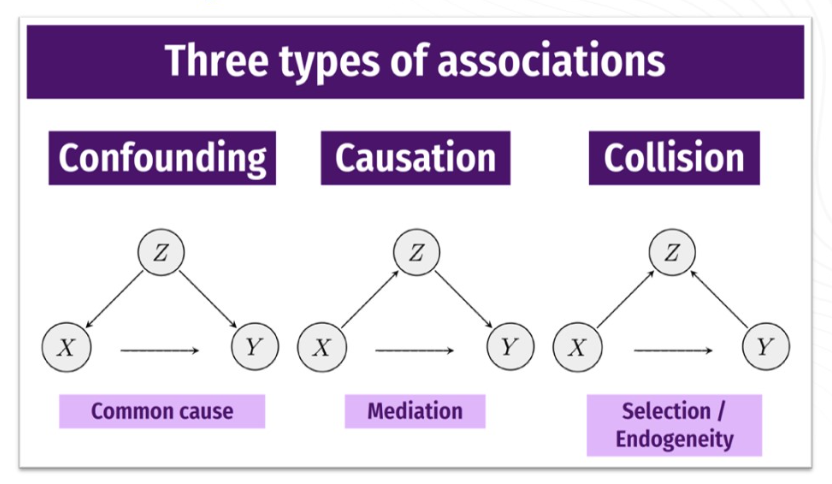 Three types of associations
Confounding
Causation
Collision
Z
X
Y
Z
X
Y
Z
X
Y
Common cause
Mediation
Selection /
Endogeneity